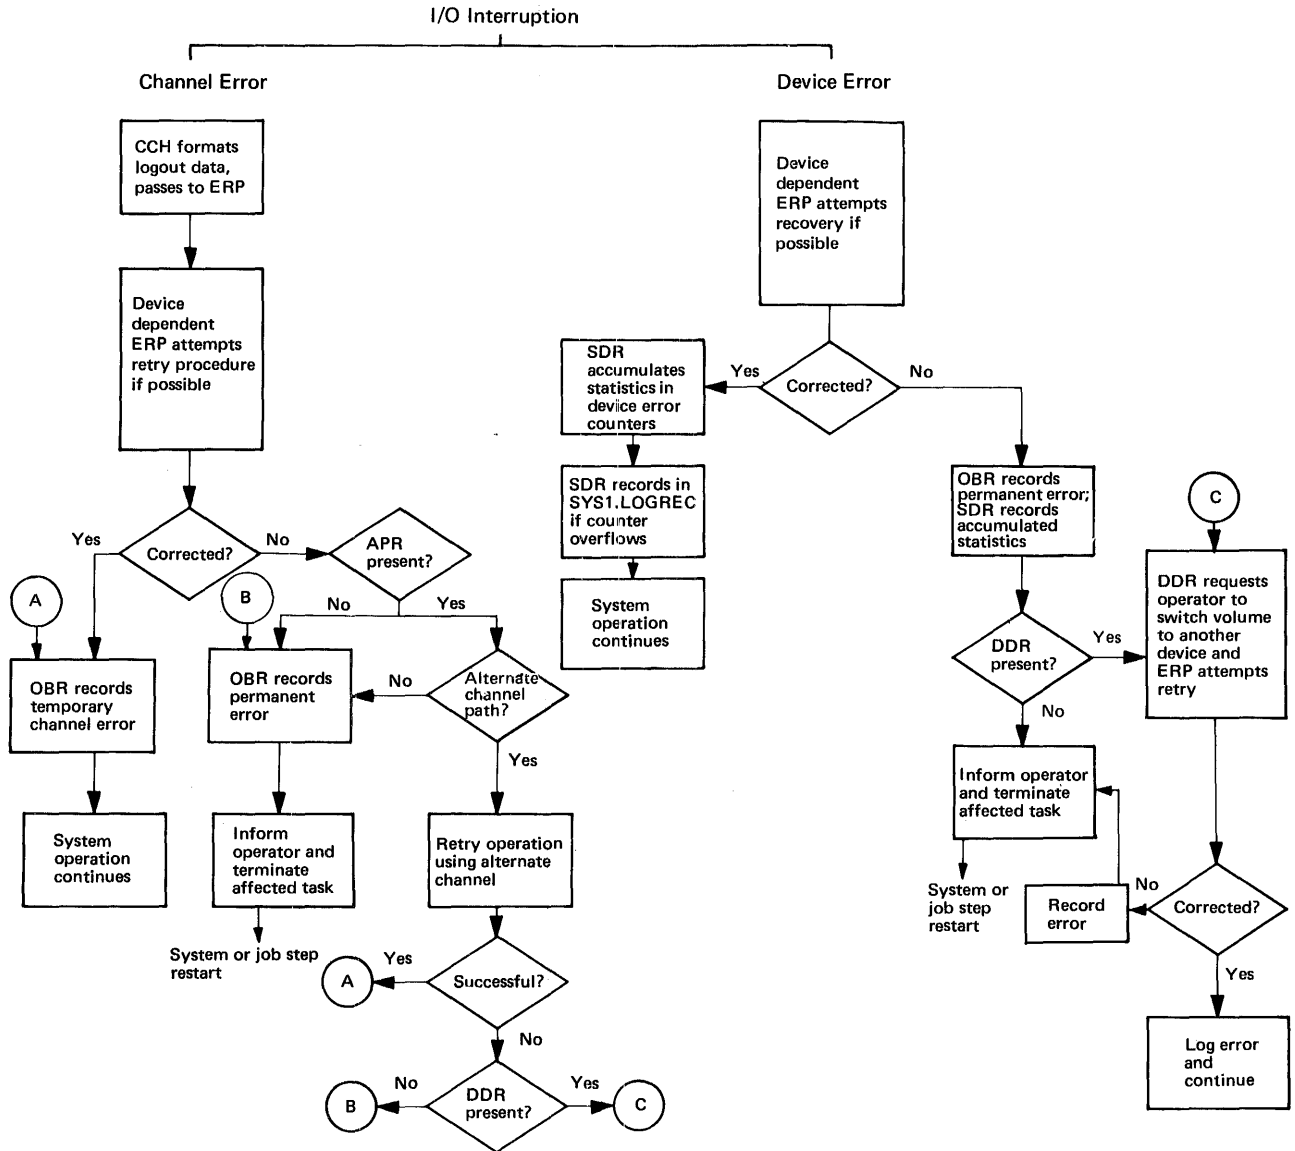 I/O Interruption
Channel Error
Device Error
CCH formats
logout data,
passes to ERP
Device
dependent
ERP attempts
retry procedure
if possible
Corrected?
Yes
No
APR
present?
A
B
No
Yes
OBR records
temporary
channel error
OBR records
permanent
error
No
Alternate
channel
path?
Yes
System
operation
continues
Inform
operator and
terminate
affected task
Retry operation
using alternate
channel
System or job step
restart
Yes
A
Successful?
No
No
B
DDR
present?
Yes
C
Device
dependent
ERP attempts
recovery if
possible
SDR
accumulates
statistics in
device error
counters
Yes
Corrected?
No
SDR records in
SYS1.LOGREC
if counter
overflows
System
operation
continues
OBR records
permanent error;
SDR records
accumulated
statistics
C
DDR
present?
Yes
No
DDR requests
operator to
switch volume
to another
device and
ERP attempts
retry
Inform operator
and terminate
affected task
System or
job step
restart
Record
error
No
Corrected?
Yes
Log error
and
continue